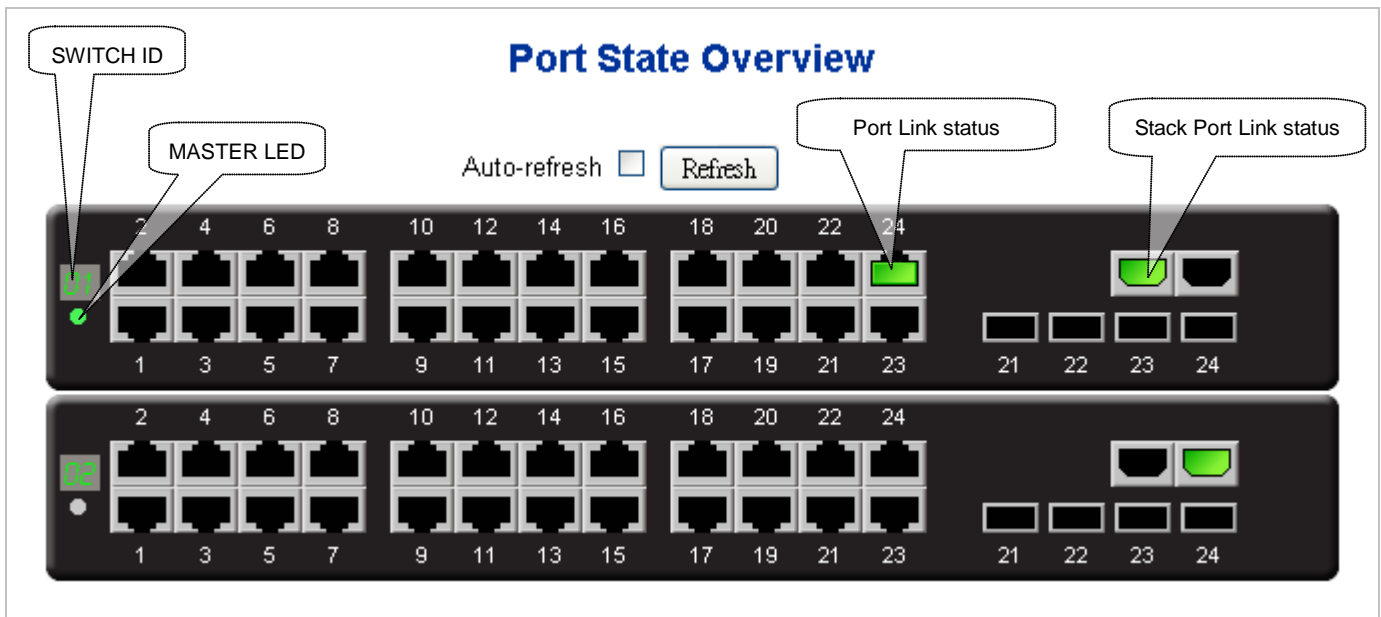 SWITCH ID
Port State Overview
Port Link status
Stack Port Link status
MASTER LED
Auto-refresh
Refresh
2 4 6 8 10 12 14 16 18 20 22 24
01
1 3 5 7 9 11 13 15 17 19 21 23 21 22 23 24
2 4 6 8 10 12 14 16 18 20 22 24
02
1 3 5 7 9 11 13 15 17 19 21 23 21 22 23 24